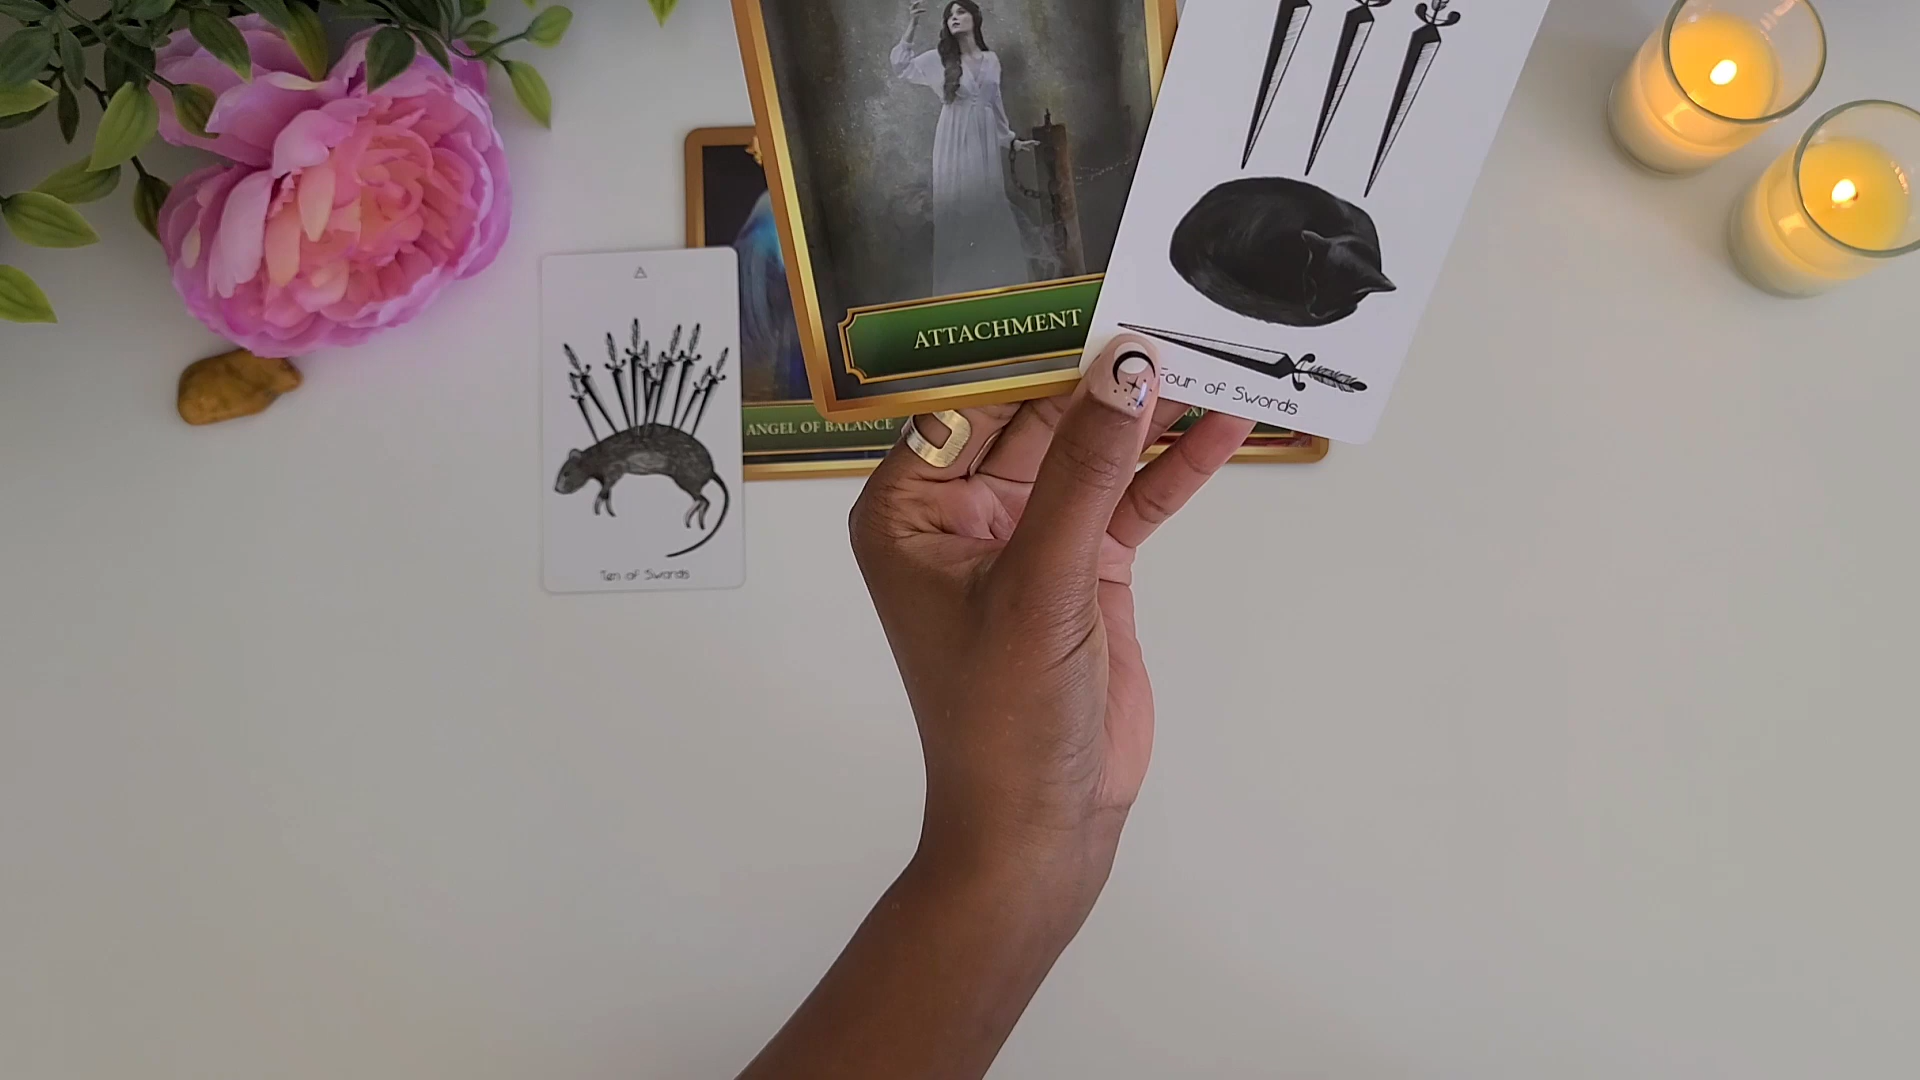 ATTACHMENT
Four of Swords
ANGEL OF BALANCE
Ten of Swords